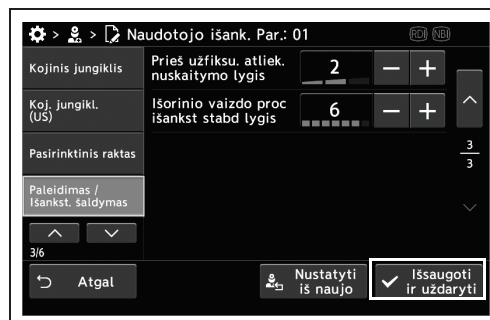 > > Naudotojo išank. Par.: 01
RDI NBI
Kojinis jungiklis
Koj. jungikl.
(US)
Pasirinktinis raktas
Paleidimas /
Išankst. šaldymas
3/6
Prieš užfiksu. atliek.
nuskaitymo lygis
2
− +
Išorinio vaizdo proc
išankst stabd lygis
6
− +
3
3
Atgal
Nustatyti
iš naujo
Išsaugoti
ir uždaryti